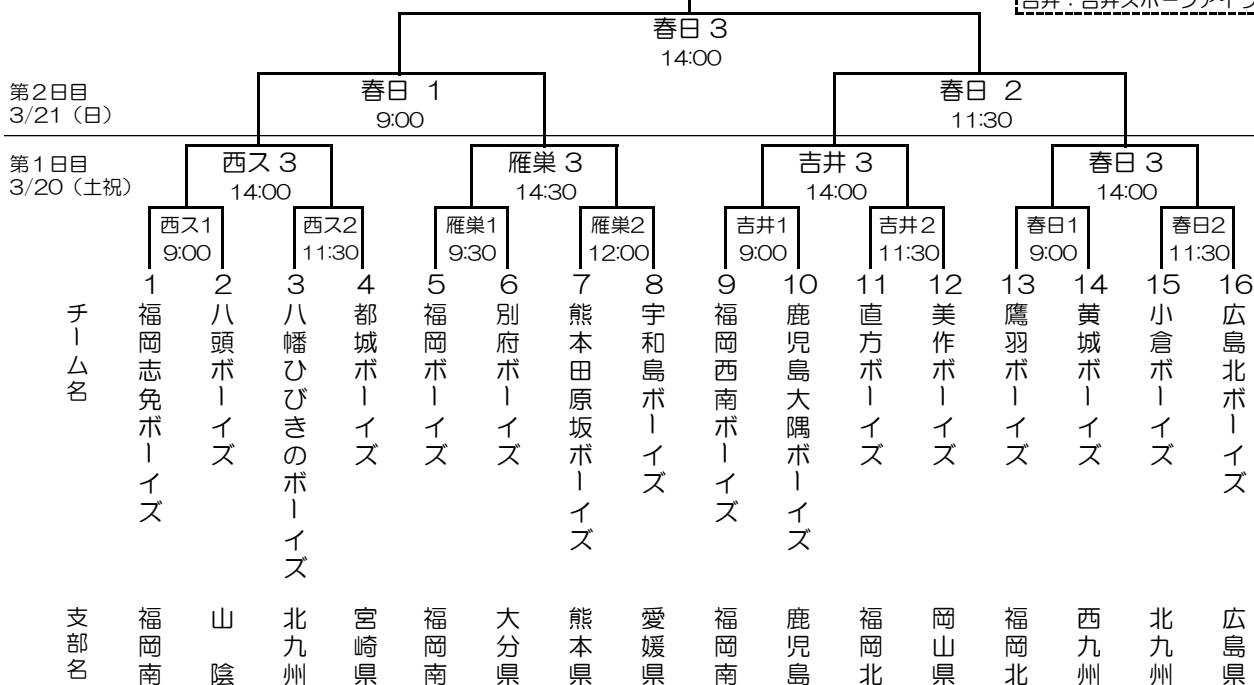 吉井：吉井スポーツアイラ
春日 3
14:00
第2日目
3/21（日）
春日 1
9:00
春日 2
11:30
第1日目
3/20（土祝）
西ス 3
14:00
雁巣 3
14:30
吉井 3
14:00
春日 3
14:00
西ス1
9:00
西ス2
11:30
雁巣1
9:30
雁巣2
12:00
吉井1
9:00
吉井2
11:30
春日1
9:00
春日2
11:30
1 2 3 4 5 6 7 8 9 10 11 12 13 14 15 16
チーム名
福岡志免ボーイズ
八頭ボーイズ
八幡ひびきのボーイズ
都城ボーイズ
福岡ボーイズ
別府ボーイズ
熊本田原坂ボーイズ
宇和島ボーイズ
福岡西南ボーイズ
鹿児島大隅ボーイズ
直方ボーイズ
美作ボーイズ
鷹羽ボーイズ
黄城ボーイズ
小倉ボーイズ
広島北ボーイズ
支部名
福岡南
山陰
北九州
宮崎県
福岡南
大分県
熊本県
愛媛県
福岡南
鹿児島
福岡北
岡山県
福岡北
西九州
北九州
広島県